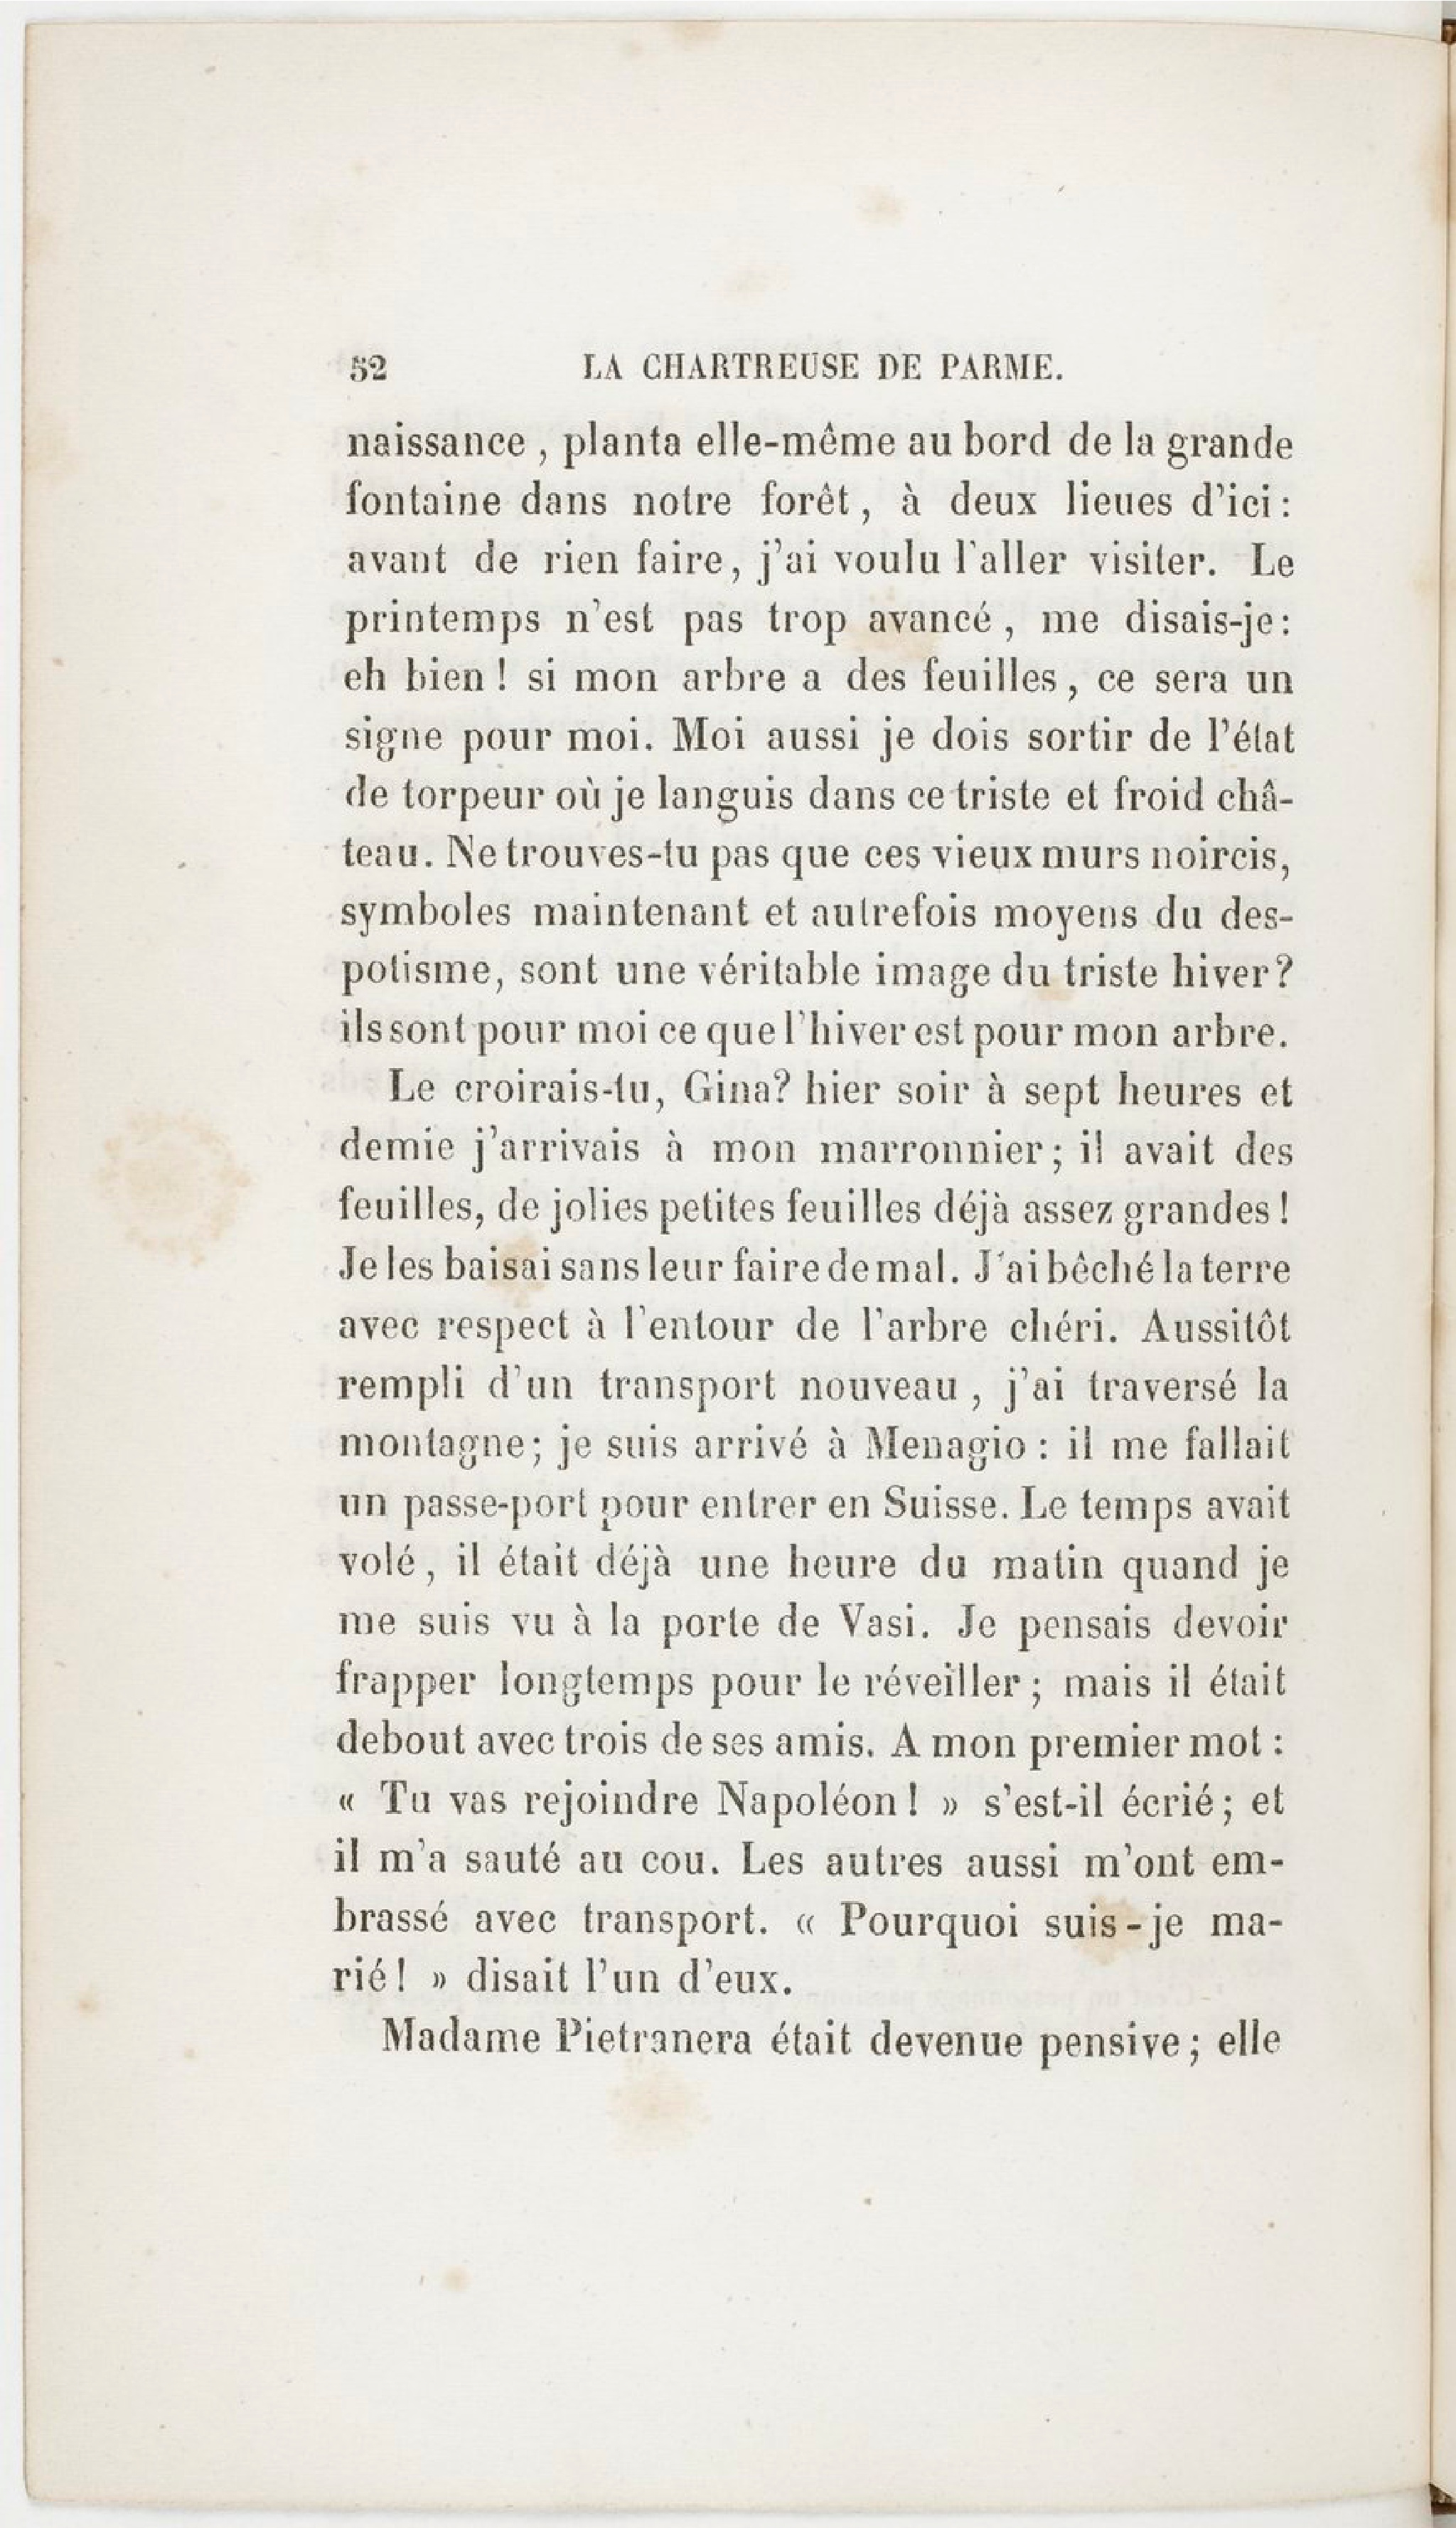 52 LA CHARTREUSE DE PARME.
naissance, planta elle-même au bord de la grande
fontaine dans notre forêt, à deux lieues d'ici :
avant de rien faire, j'ai voulu l'aller visiter. Le
printemps n'est pas trop avancé, me disais-je :
eh bien ! si mon arbre a des feuilles, ce sera un
signe pour moi. Moi aussi je dois sortir de l'état
de torpeur où je languis dans ce triste et froid châ-
teau. Ne trouves-tu pas que ces vieux murs noircis,
symboles maintenant et autrefois moyens du des-
potisme, sont une véritable image du triste hiver ?
ils sont pour moi ce que l'hiver est pour mon arbre.
Le croirais-tu, Gina? hier soir à sept heures et
demie j'arrivais à mon marronnier ; il avait des
feuilles, de jolies petites feuilles déjà assez grandes !
Je les baisai sans leur faire de mal. J'ai bêché la terre
avec respect à l'entour de l'arbre chéri. Aussitôt
rempli d'un transport nouveau, j'ai traversé la
montagne ; je suis arrivé à Menagio : il me fallait
un passe-port pour entrer en Suisse. Le temps avait
volé, il était déjà une heure du matin quand je
me suis vu à la porte de Vasi. Je pensais devoir
frapper longtemps pour le réveiller ; mais il était
debout avec trois de ses amis. A mon premier mot :
« Tu vas rejoindre Napoléon ! » s'est-il écrié ; et
il m'a sauté au cou. Les autres aussi m'ont em-
brassé avec transport. « Pourquoi suis-je ma-
rié ! » disait l'un d'eux.
Madame Pietranera était devenue pensive ; elle